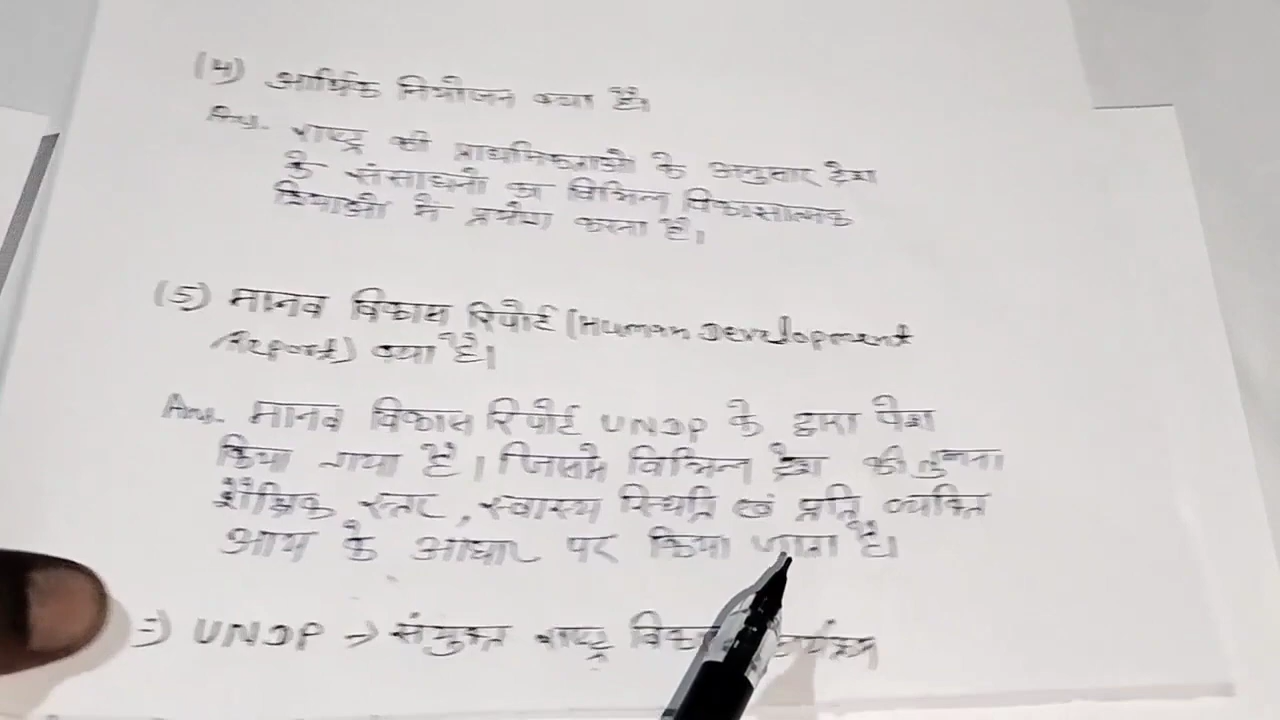 (4) आर्थिक नियोजन क्या है।
Ans. राष्ट्र की प्राथमिकताओं के अनुसार देश
के संसाधनों का विभिन्न विकासात्मक
क्रियाओं में प्रयोग करना है।
(5) मानव विकास रिपोर्ट (Human Development
Report) क्या है।
Ans. मानव विकास रिपोर्ट UNDP के द्वारा पेश
किया गया है। जिसमे विभिन्न देश की तुलना
शैक्षिक स्तर, स्वास्थ्य स्थिति एवं प्रति व्यक्ति
आय के आधार पर किया जाता है।
=) UNDP → संयुक्त राष्ट्र